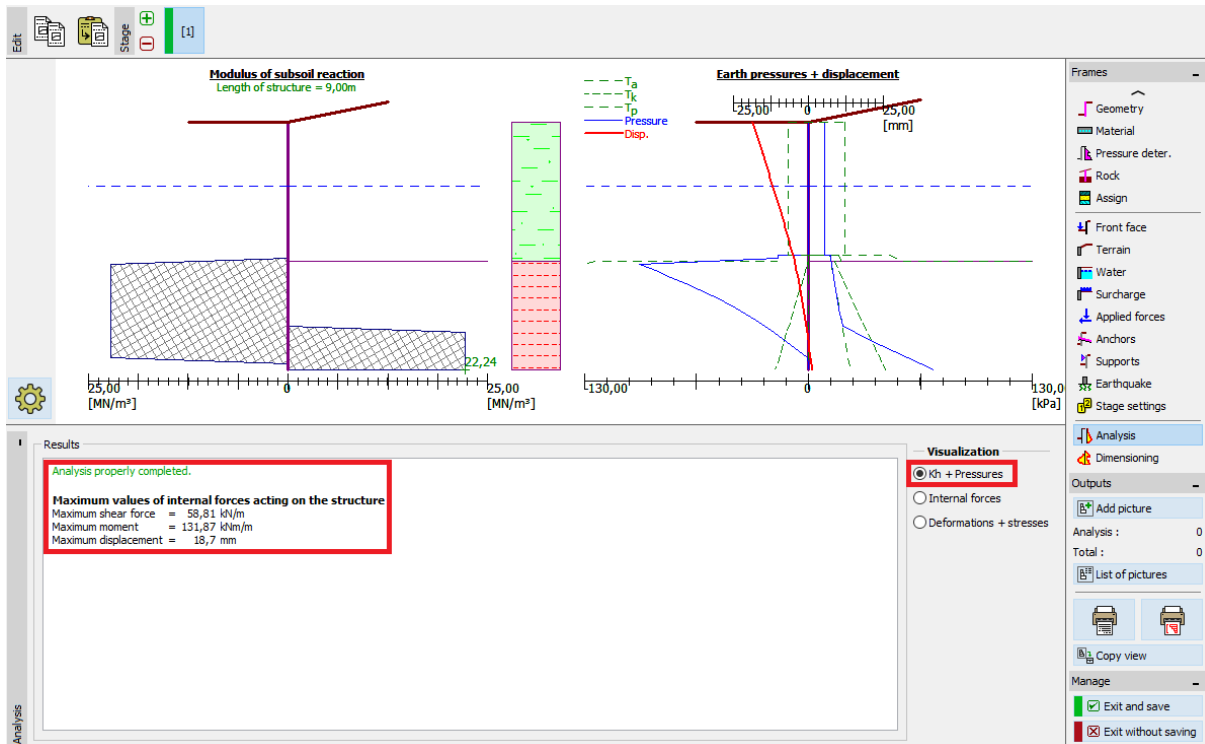 Edit
Stage
[1]
Modulus of subsoil reaction
Length of structure = 9,00m
22,24
25,00
0
25,00
[MN/m³]
[MN/m³]
Ta
Tk
Tp
Pressure
Disp.
Earth pressures + displacement
-25,00
0
25,00
[mm]
-130,00
0
130,0
[kPa]
Frames
Geometry
Material
Pressure deter.
Rock
Assign
Front face
Terrain
Water
Surcharge
Applied forces
Anchors
Supports
Earthquake
Stage settings
Analysis
Dimensioning
Outputs
Add picture
Analysis : 0
Total : 0
List of pictures
Copy view
Manage
Exit and save
Exit without saving
Analysis
Results
Analysis properly completed.
Maximum values of internal forces acting on the structure
Maximum shear force = 58,81 kN/m
Maximum moment = 131,87 kNm/m
Maximum displacement = 18,7 mm
Visualization
Kh + Pressures
Internal forces
Deformations + stresses